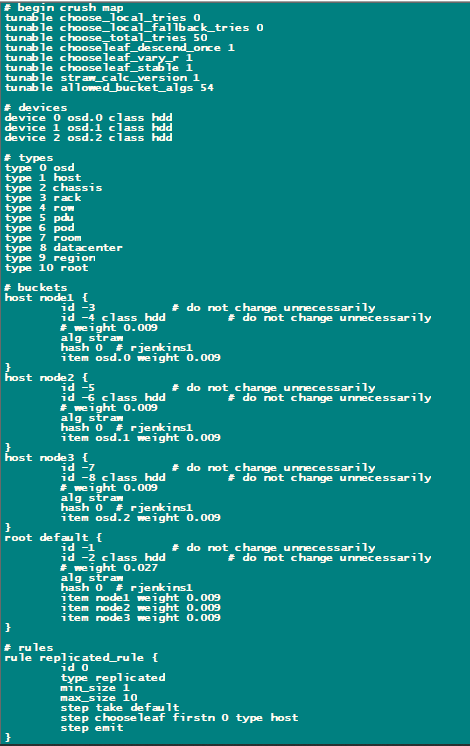 # begin crush map
tunable choose_local_tries 0
tunable choose_local_fallback_tries 0
tunable choose_total_tries 50
tunable chooseleaf_descend_once 1
tunable chooseleaf_vary_r 1
tunable chooseleaf_stable 1
tunable straw_calc_version 1
tunable allowed_bucket_algs 54

# devices
device 0 osd.0 class hdd
device 1 osd.1 class hdd
device 2 osd.2 class hdd

# types
type 0 osd
type 1 host
type 2 chassis
type 3 rack
type 4 row
type 5 pdu
type 6 pod
type 7 room
type 8 datacenter
type 9 region
type 10 root

# buckets
host node1 {
        id -3           # do not change unnecessarily
        id -4 class hdd         # do not change unnecessarily
        # weight 0.009
        alg straw
        hash 0  # rjenkins1
        item osd.0 weight 0.009
}
host node2 {
        id -5           # do not change unnecessarily
        id -6 class hdd         # do not change unnecessarily
        # weight 0.009
        alg straw
        hash 0  # rjenkins1
        item osd.1 weight 0.009
}
host node3 {
        id -7           # do not change unnecessarily
        id -8 class hdd         # do not change unnecessarily
        # weight 0.009
        alg straw
        hash 0  # rjenkins1
        item osd.2 weight 0.009
}
root default {
        id -1           # do not change unnecessarily
        id -2 class hdd         # do not change unnecessarily
        # weight 0.027
        alg straw
        hash 0  # rjenkins1
        item node1 weight 0.009
        item node2 weight 0.009
        item node3 weight 0.009
}

# rules
rule replicated_rule {
        id 0
        type replicated
        min_size 1
        max_size 10
        step take default
        step chooseleaf firstn 0 type host
        step emit
}